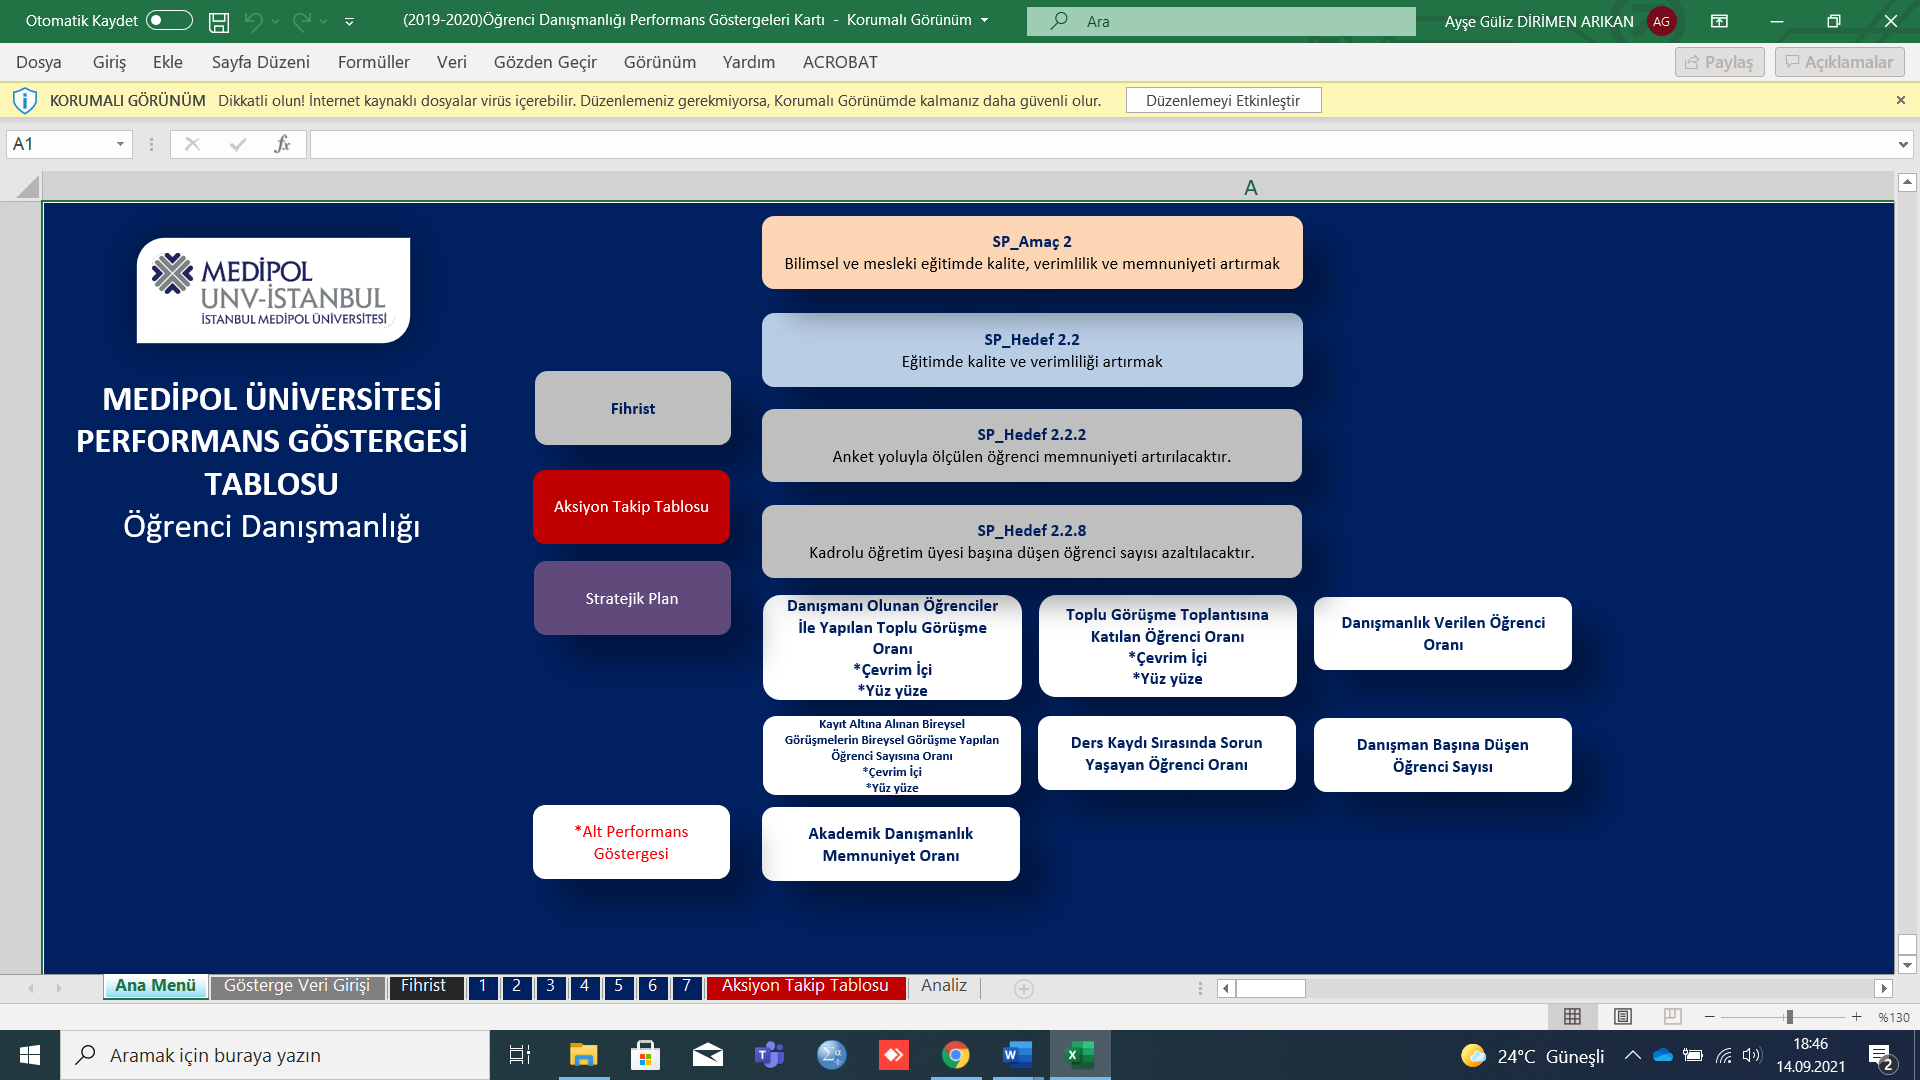 Otomatik Kaydet
(2019-2020)Öğrenci Danışmanlığı Performans Göstergeleri Kartı - Korumalı Görünüm
Ara
Ayşe Güliz DİRİMEN ARIKAN
AG
Dosya Giriş Ekle Sayfa Düzeni Formüller Veri Gözden Geçir Görünüm Yardım ACROBAT
Paylaş
Açıklamalar
KORUMALI GÖRÜNÜM Dikkatli olun! İnternet kaynaklı dosyalar virüs içerebilir. Düzenlemeniz gerekmiyorsa, Korumalı Görünümde kalmanız daha güvenli olur.
Düzenlemeyi Etkinleştir
A1
fx
A
MEDİPOL
UNV-İSTANBUL
İSTANBUL MEDİPOL ÜNİVERSİTESİ
MEDİPOL ÜNİVERSİTESİ
PERFORMANS GÖSTERGESİ
TABLOSU
Öğrenci Danışmanlığı
Fihrist
Aksiyon Takip Tablosu
Stratejik Plan
SP_Amaç 2
Bilimsel ve mesleki eğitimde kalite, verimlilik ve memnuniyeti artırmak
SP_Hedef 2.2
Eğitimde kalite ve verimliliği artırmak
SP_Hedef 2.2.2
Anket yoluyla ölçülen öğrenci memnuniyeti artırılacaktır.
SP_Hedef 2.2.8
Kadrolu öğretim üyesi başına düşen öğrenci sayısı azaltılacaktır.
Danışmanı Olunan Öğrenciler
İle Yapılan Toplu Görüşme
Oranı
*Çevrim İçi
*Yüz yüze
Toplu Görüşme Toplantısına
Katılan Öğrenci Oranı
*Çevrim İçi
*Yüz yüze
Danışmanlık Verilen Öğrenci
Oranı
Kayıt Altına Alınan Bireysel
Görüşmelerin Bireysel Görüşme Yapılan
Öğrenci Sayısına Oranı
*Çevrim İçi
*Yüz yüze
Ders Kaydı Sırasında Sorun
Yaşayan Öğrenci Oranı
Danışman Başına Düşen
Öğrenci Sayısı
*Alt Performans
Göstergesi
Akademik Danışmanlık
Memnuniyet Oranı
Ana Menü Gösterge Veri Girişi Fihrist 1 2 3 4 5 6 7 Aksiyon Takip Tablosu Analiz
%130
Aramak için buraya yazın
24°C Güneşli
18:46
14.09.2021
2